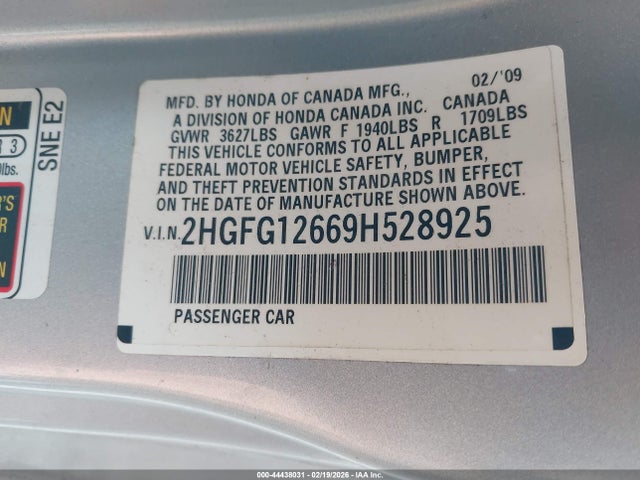 02/'09
MFD. BY HONDA OF CANADA MFG.,
A DIVISION OF HONDA CANADA INC. CANADA
GVWR 3627LBS GAWR F 1940LBS R 1709LBS
THIS VEHICLE CONFORMS TO ALL APPLICABLE
FEDERAL MOTOR VEHICLE SAFETY, BUMPER,
AND THEFT PREVENTION STANDARDS IN EFFECT
ON THE DATE OF MANUFACTURE SHOWN ABOVE.
V.I.N. 2HGFG12669H528925
PASSENGER CAR
SNE E2
N
R 3
lbs.
R'S
R
N
000-44438031 - 02/19/2026 - IAA Inc.